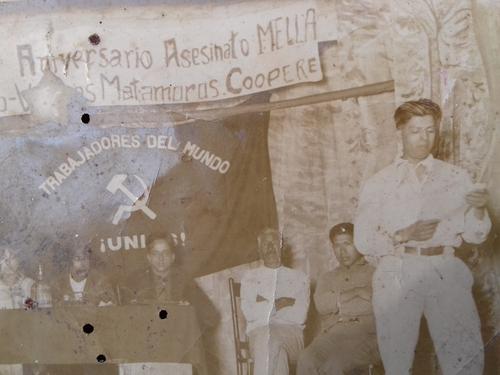 Aniversario Asesinato MELLA
Matamoros COOPERE
TRABAJADORES DEL MUNDO
¡UNI